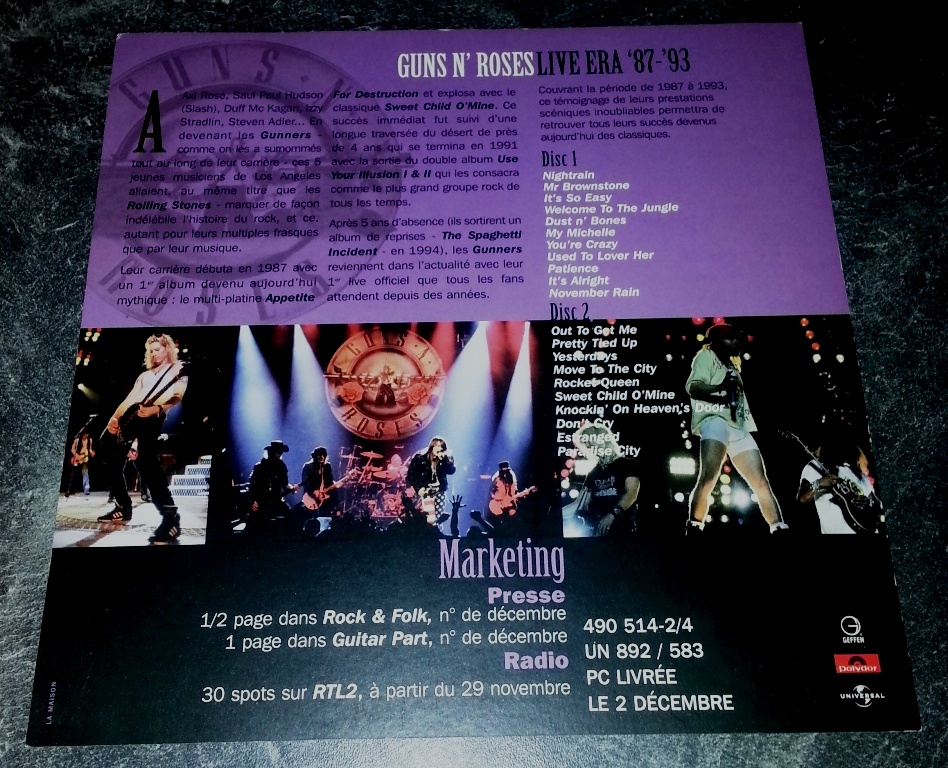 GUNS N' ROSES LIVE ERA '87-'93
A Axl Rose, Saul Paul Hudson
(Slash), Duff Mc Kagan, Izzy
Stradlin, Steven Adler... En
devenant les Gunners -
comme on les a surnommés
tout au long de leur carrière - ces 5
jeunes musiciens de Los Angeles
allaient, au même titre que les
Rolling Stones - marquer de façon
indélébile l'histoire du rock, et ce,
autant pour leurs multiples frasques
que par leur musique.
Leur carrière débuta en 1987 avec
un 1er album devenu aujourd'hui
mythique : le multi-platine Appetite
For Destruction et explosa avec le
classique Sweet Child O'Mine. Ce
succès immédiat fut suivi d'une
longue traversée du désert de près
de 4 ans qui se termina en 1991
avec la sortie du double album Use
Your Illusion I & II qui les consacra
comme le plus grand groupe rock de
tous les temps.
Après 5 ans d'absence (ils sortirent un
album de reprises - The Spaghetti
Incident - en 1994), les Gunners
reviennent dans l'actualité avec leur
1er live officiel que tous les fans
attendent depuis des années.
Couvrant la période de 1987 à 1993,
ce témoignage de leurs prestations
scéniques inoubliables permettra de
retrouver tous leurs succès devenus
aujourd'hui des classiques.
Disc 1
Nightrain
Mr Brownstone
It's So Easy
Welcome To The Jungle
Dust n' Bones
My Michelle
You're Crazy
Used To Lover Her
Patience
It's Alright
November Rain
Disc 2
Out To Get Me
Pretty Tied Up
Yesterdays
Move To The City
Rocket Queen
Sweet Child O'Mine
Knockin' On Heaven's Door
Don't Cry
Estranged
Paradise City
GUNS N'
ROSES
GUNS N
ROSES
Marketing
Presse
1/2 page dans Rock & Folk, n° de décembre
1 page dans Guitar Part, n° de décembre
Radio
30 spots sur RTL2, à partir du 29 novembre
490 514-2/4
UN 892 / 583
PC LIVRÉE
LE 2 DÉCEMBRE
GEFFEN
polydor
UNIVERSAL
LA MAISON